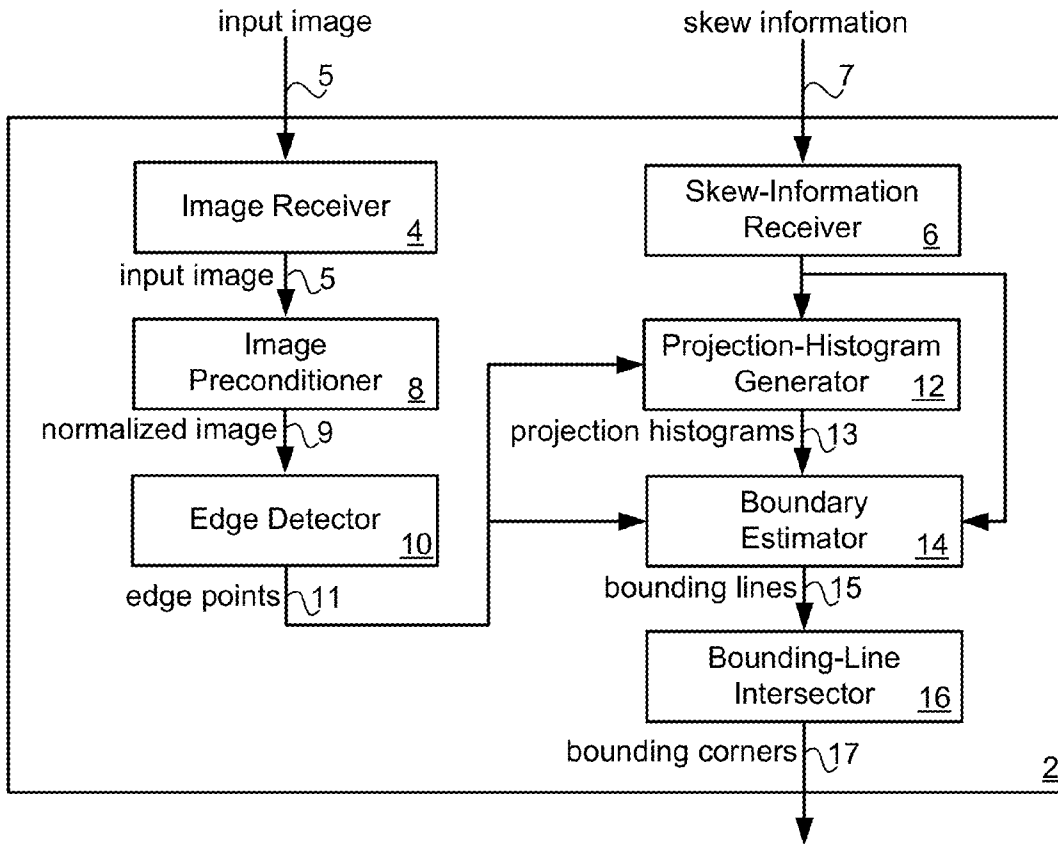 input image
5
skew information
7
Image Receiver
4
input image
5
Image
Preconditioner
8
normalized image
9
Edge Detector
10
edge points
11
Skew-Information
Receiver
6
Projection-Histogram
Generator
12
projection histograms
13
Boundary
Estimator
14
bounding lines
15
Bounding-Line
Intersector
16
bounding corners
17
2